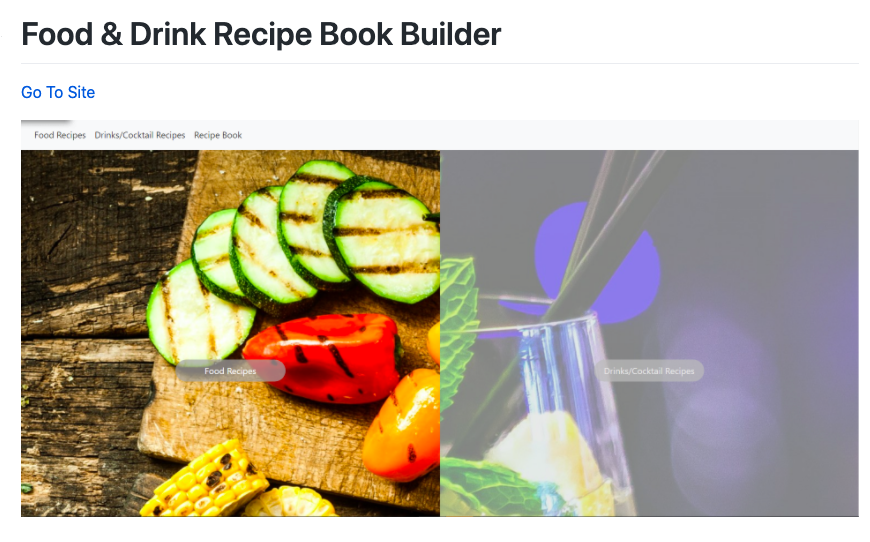 Food & Drink Recipe Book Builder
Go To Site
Food Recipes Drinks/Cocktail Recipes Recipe Book
Food Recipes Drinks/Cocktail Recipes